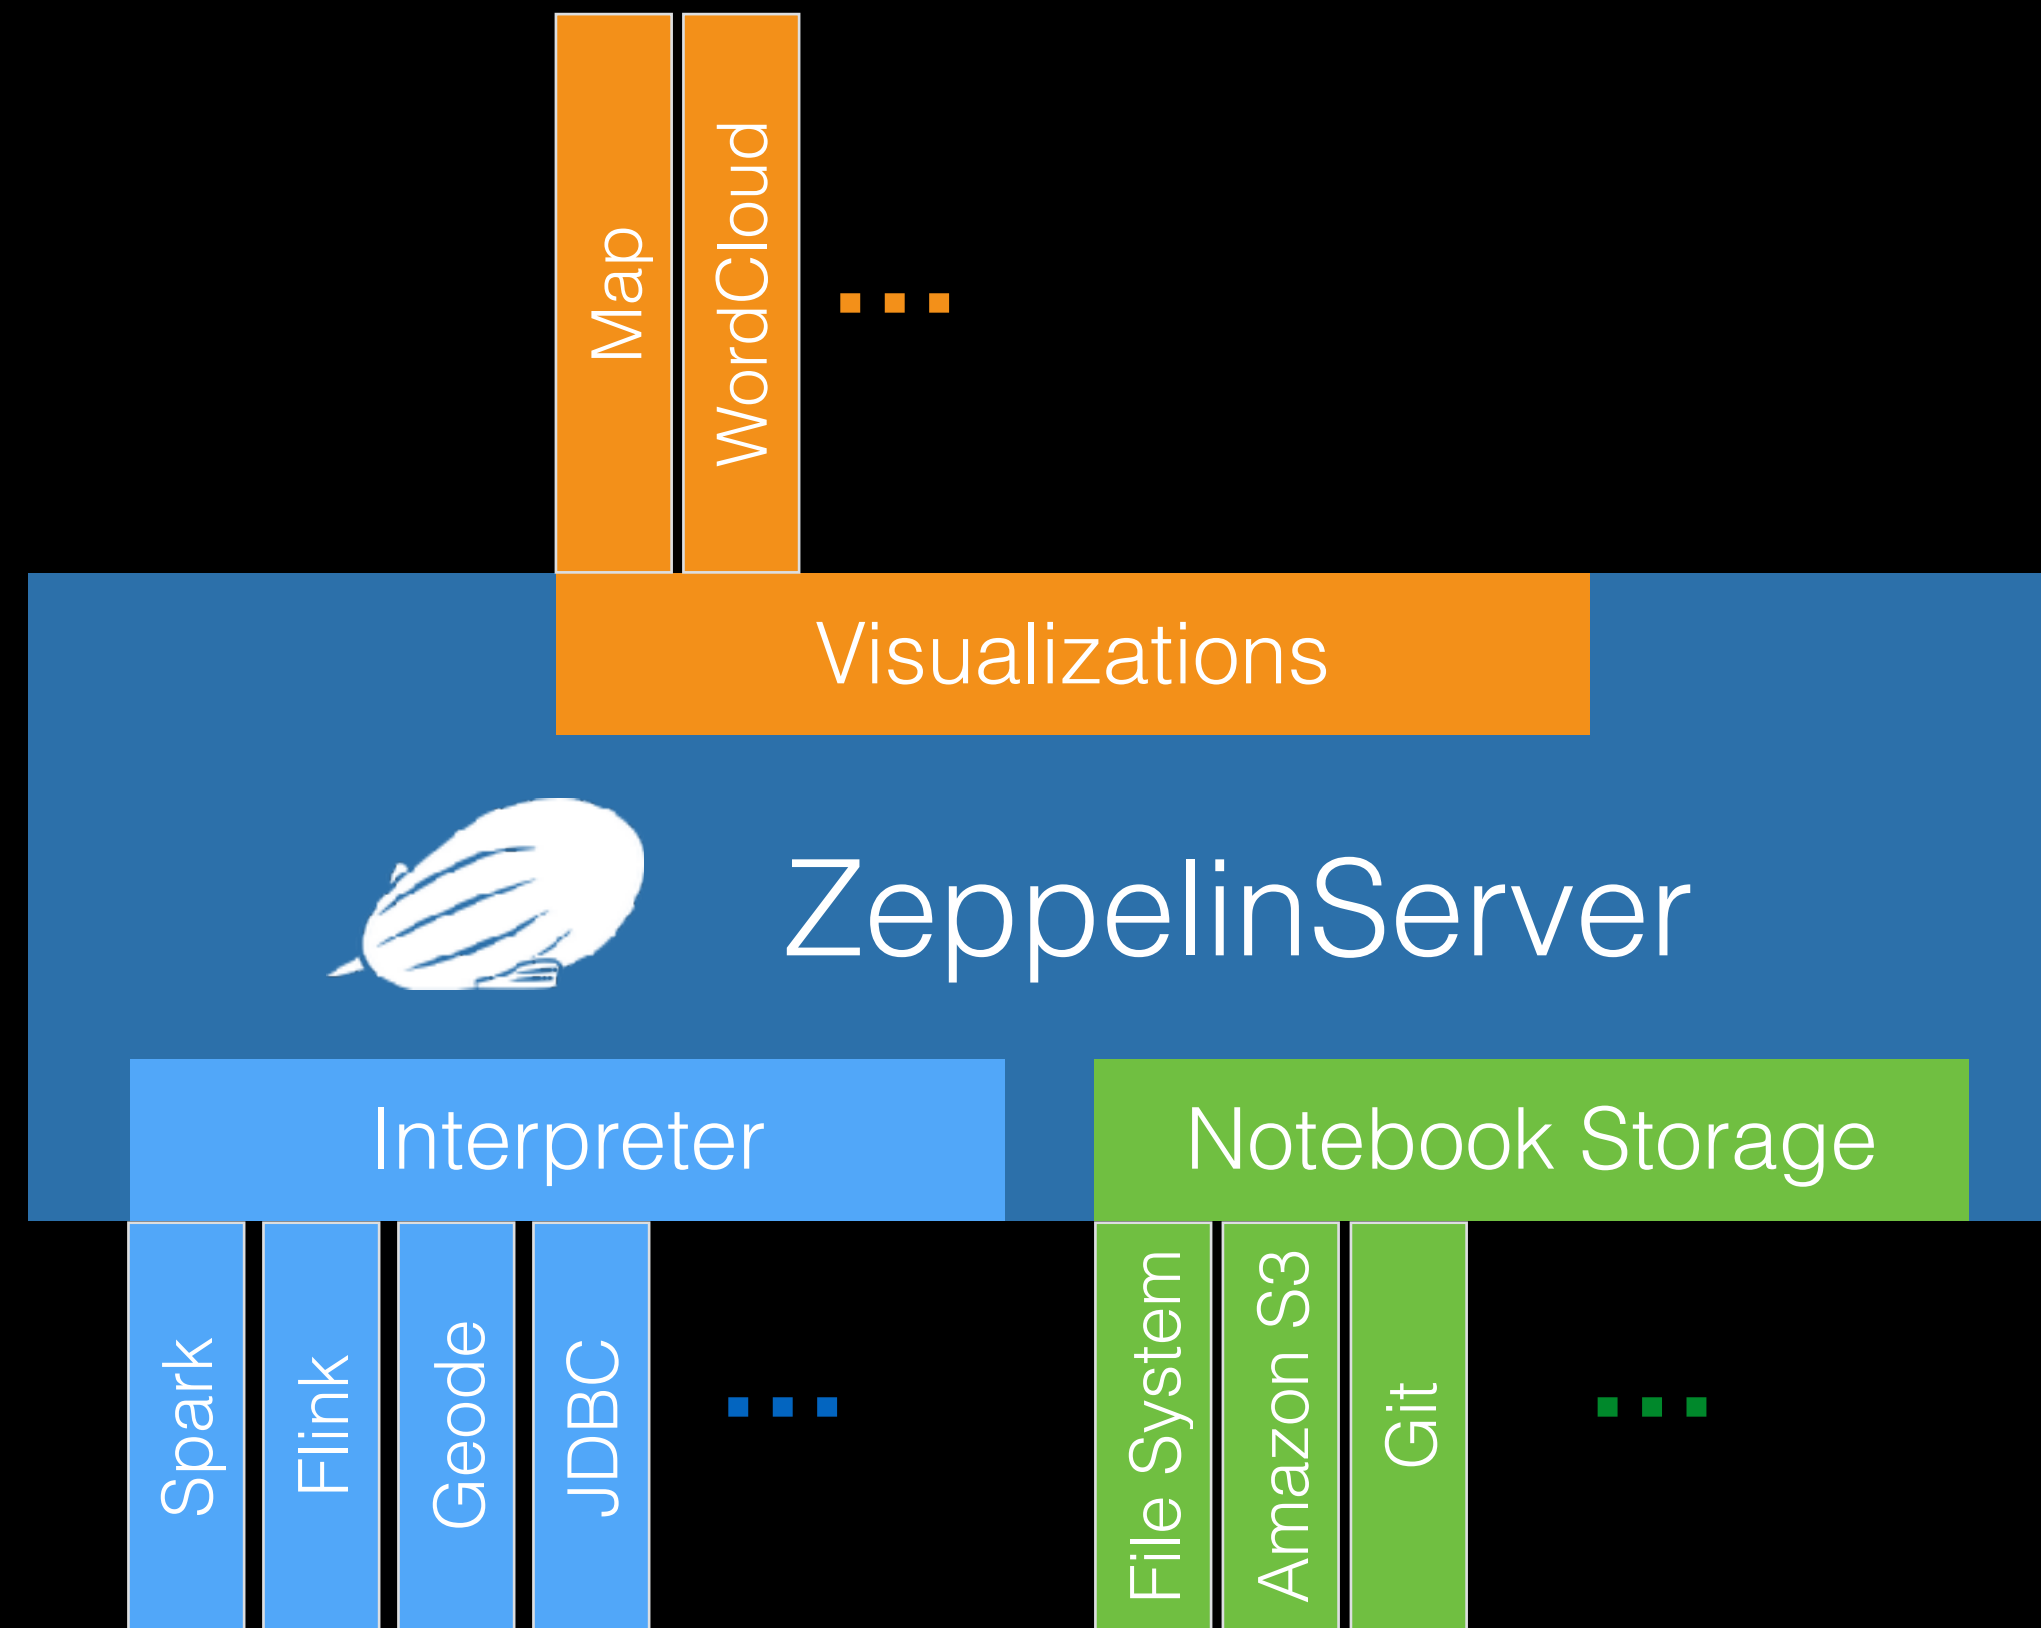 Map
WordCloud
Visualizations
ZeppelinServer
Interpreter
Notebook Storage
Spark
Flink
Geode
JDBC
File System
Amazon S3
Git